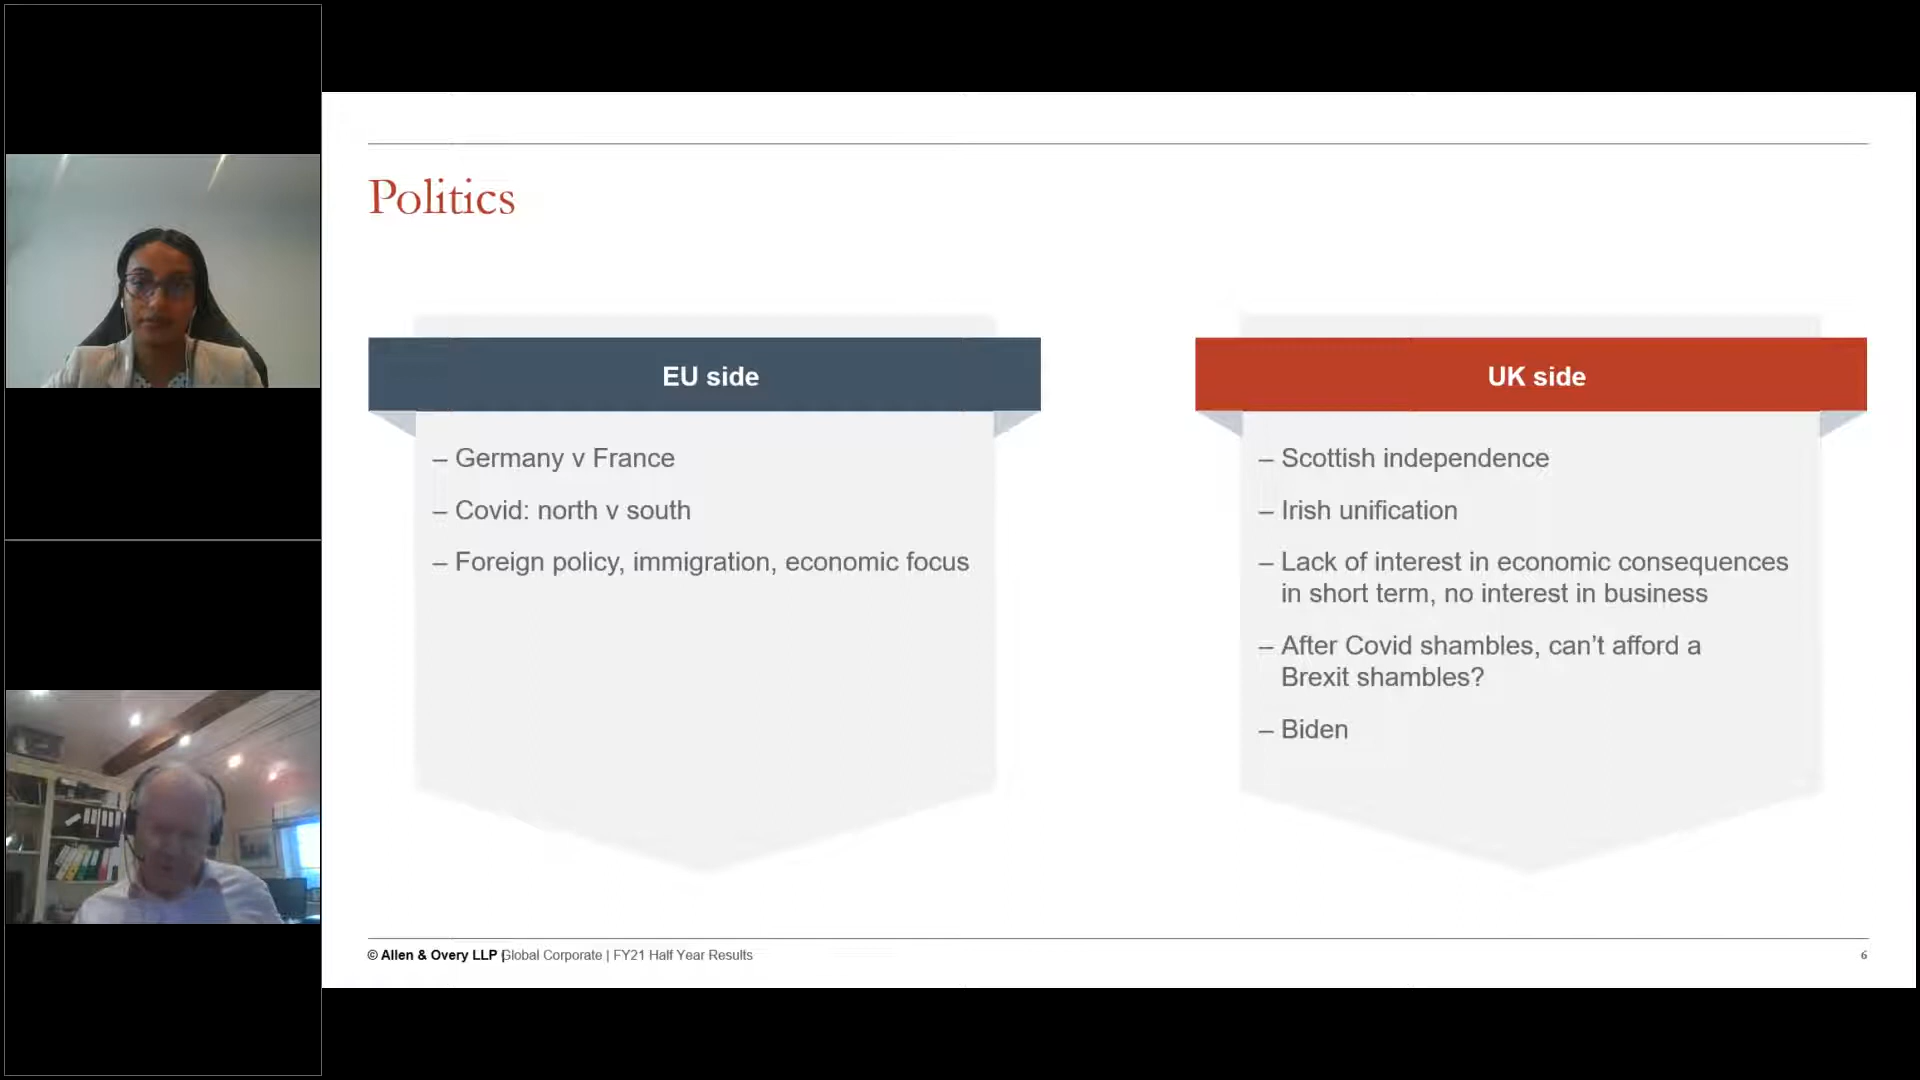 Politics
EU side
– Germany v France
– Covid: north v south
– Foreign policy, immigration, economic focus
UK side
– Scottish independence
– Irish unification
– Lack of interest in economic consequences
in short term, no interest in business
– After Covid shambles, can’t afford a
Brexit shambles?
– Biden
© Allen & Overy LLP | Global Corporate | FY21 Half Year Results
6